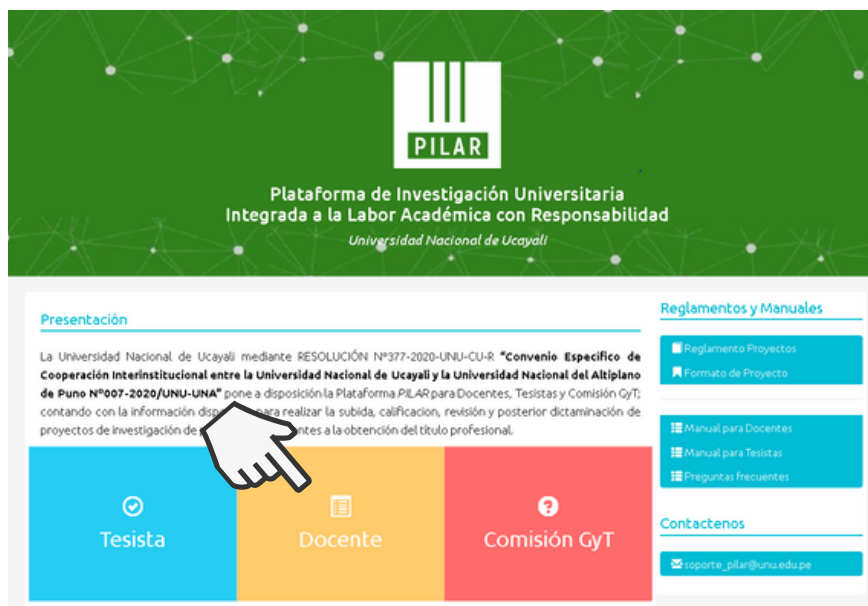 PILAR
Plataforma de Investigación Universitaria
Integrada a la Labor Académica con Responsabilidad
Universidad Nacional de Ucayali
Presentación
La Universidad Nacional de Ucayali mediante RESOLUCIÓN Nº377-2020-UNU-CU-R "Convenio Especifico de
Cooperación Interinstitucional entre la Universidad Nacional de Ucayali y la Universidad Nacional del Altiplano
de Puno Nº007-2020/UNU-UNA" pone a disposición la Plataforma PILAR para Docentes, Tesistas y Comisión GyT;
contando con la información para realizar la subida, calificacion, revisión y posterior dictaminación de
proyectos de investigación de a la obtención del título profesional.
Tesista
Docente
Comisión GyT
Reglamentos y Manuales
Reglamento Proyectos
Formato de Proyecto
Manual para Docentes
Manual para Tesistas
Preguntas frecuentes
Contactenos
soporte_pilar@unu.edu.pe